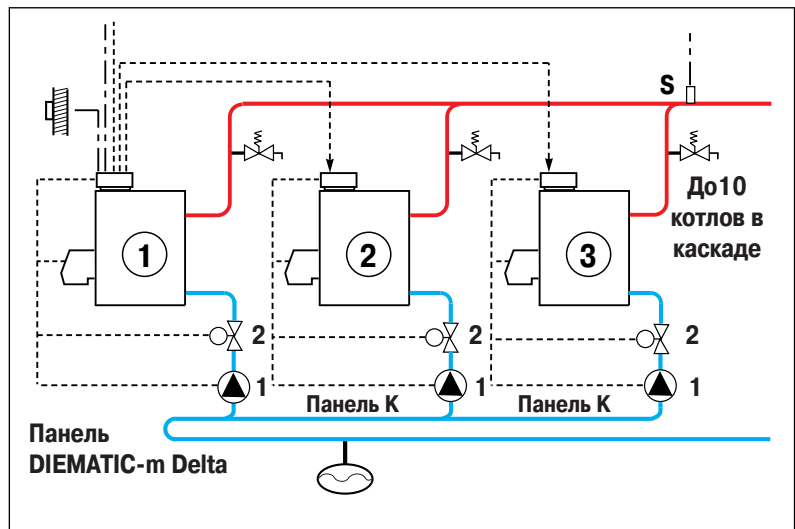 S
До10
котлов в
каскаде
1
2
3
2
2
2
1
1
1
Панель К
Панель К
Панель
DIEMATIC-m Delta